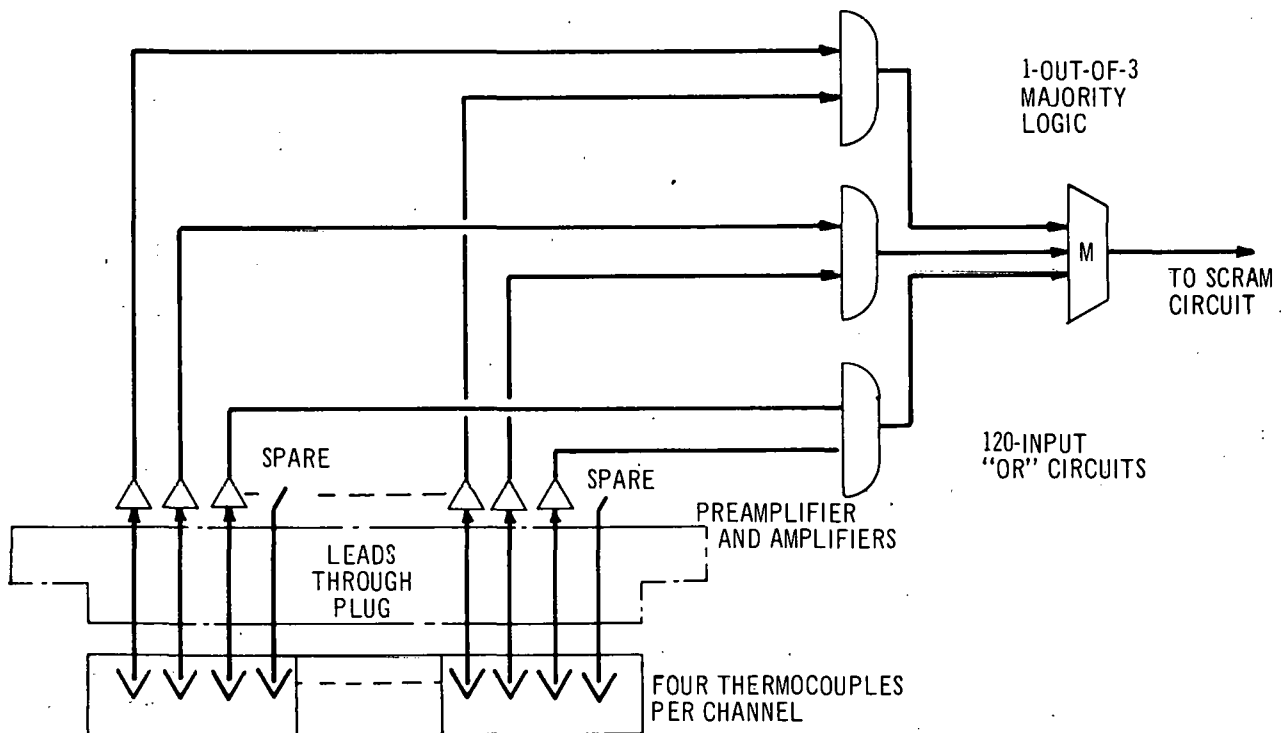 1-OUT-OF-3
MAJORITY
LOGIC
M
TO SCRAM
CIRCUIT
120-INPUT
“OR” CIRCUITS
SPARE
SPARE
PREAMPLIFIER
AND AMPLIFIERS
LEADS
THROUGH
PLUG
FOUR THERMOCOUPLES
PER CHANNEL